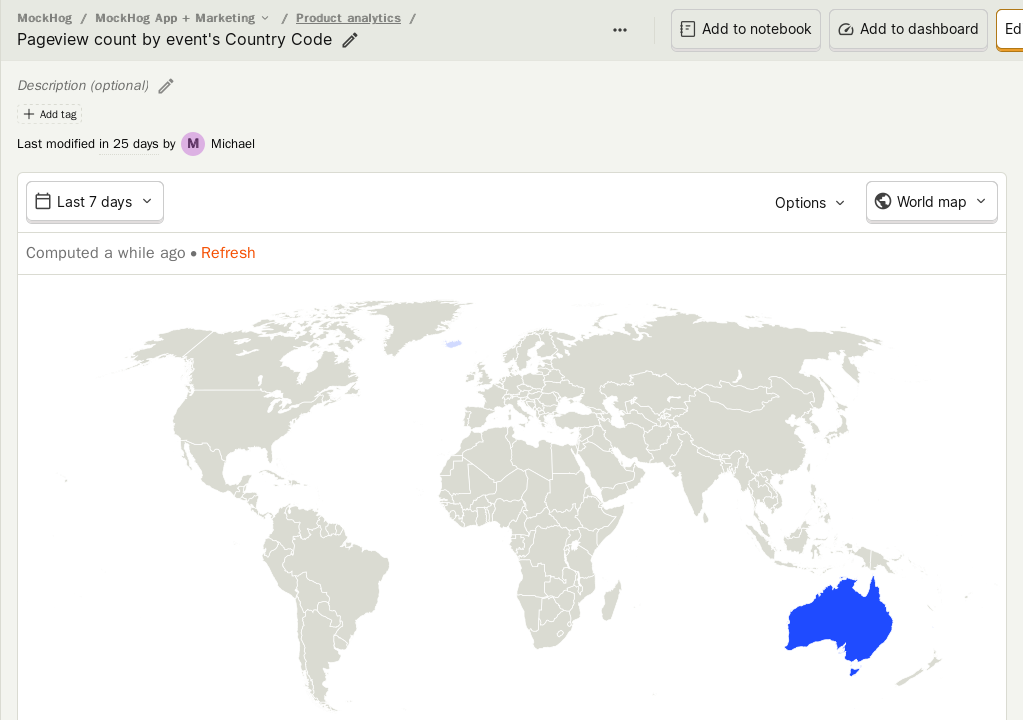 MockHog / MockHog App + Marketing / Product analytics /
Pageview count by event's Country Code
Add to notebook
Add to dashboard
Ed
Description (optional)
Add tag
Last modified in 25 days by M Michael
Last 7 days
Options
World map
Computed a while ago • Refresh